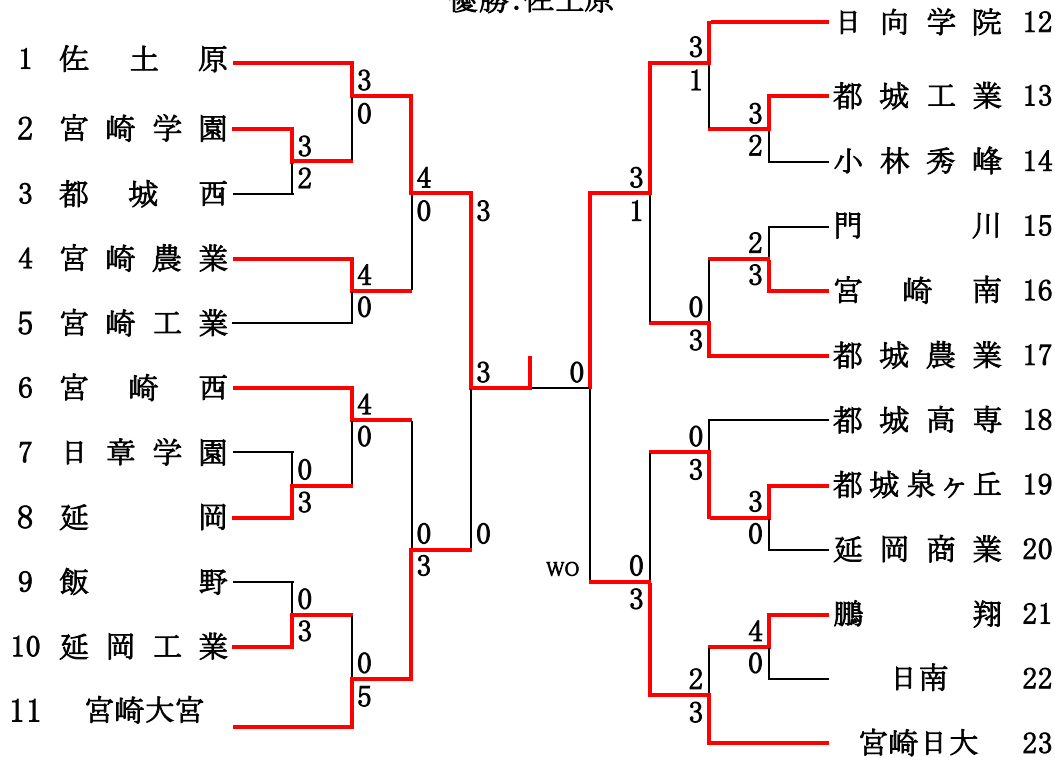 優勝:佐土原
1 佐土原
2 宮崎学園
3 都城西
4 宮崎農業
5 宮崎工業
6 宮崎西
7 日章学園
8 延岡
9 飯野
10 延岡工業
11 宮崎大宮
3
0
3
2
4
0
4
0
3
4
0
0
3
0
3
0
3
0
0
5
3
0
WO
3
1
3
2
3
1
2
3
0
3
0
3
3
0
0
3
4
0
2
3
日向学院 12
都城工業 13
小林秀峰 14
門川 15
宮崎南 16
都城農業 17
都城高専 18
都城泉ヶ丘 19
延岡商業 20
鵬翔 21
日南 22
宮崎日大 23